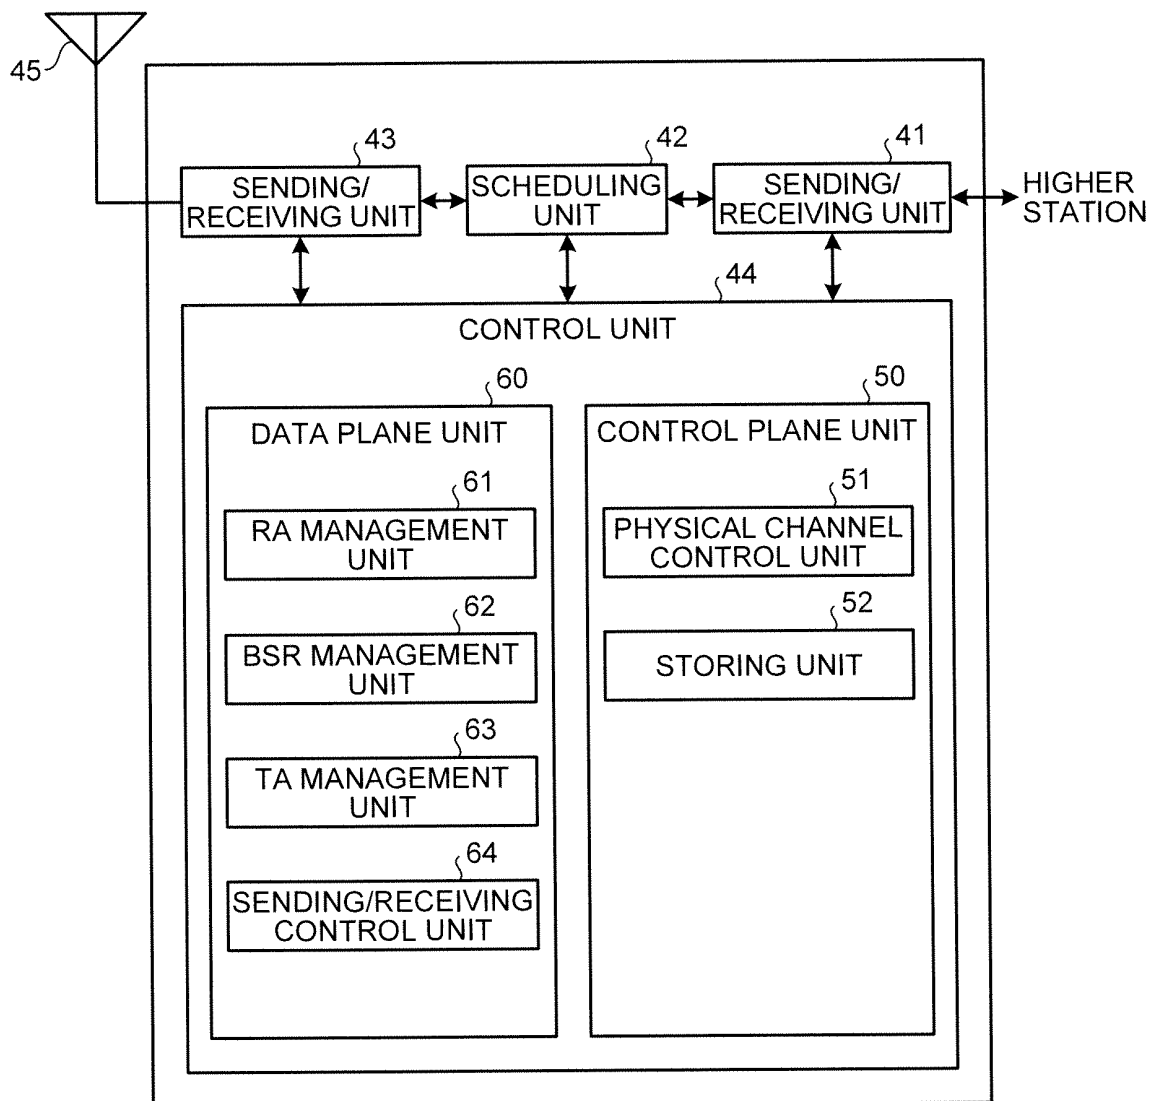 45
43
42
41
SENDING/
RECEIVING UNIT
SCHEDULING
UNIT
SENDING/
RECEIVING UNIT
HIGHER
STATION
44
CONTROL UNIT
60
DATA PLANE UNIT
61
RA MANAGEMENT
UNIT
62
BSR MANAGEMENT
UNIT
63
TA MANAGEMENT
UNIT
64
SENDING/RECEIVING
CONTROL UNIT
50
CONTROL PLANE UNIT
51
PHYSICAL CHANNEL
CONTROL UNIT
52
STORING UNIT